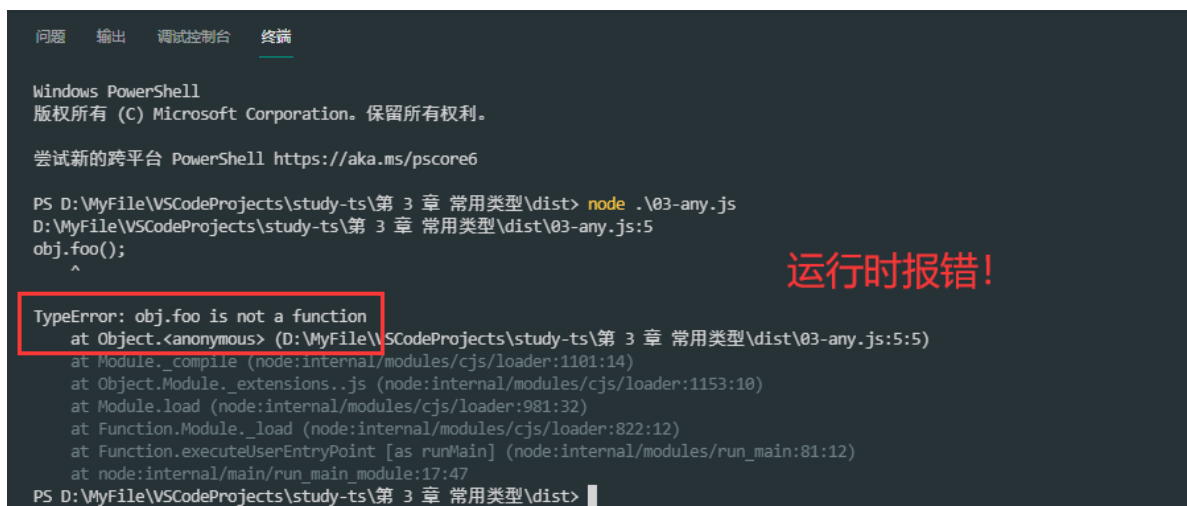 问题 输出 调试控制台 终端
Windows PowerShell
版权所有 (C) Microsoft Corporation。保留所有权利。
尝试新的跨平台 PowerShell https://aka.ms/pscore6
PS D:\MyFile\VSCodeProjects\study-ts\第 3 章 常用类型\dist> node .\03-any.js
D:\MyFile\VSCodeProjects\study-ts\第 3 章 常用类型\dist\03-any.js:5
obj.foo();
^
运行时报错！
TypeError: obj.foo is not a function
at Object.<anonymous> (D:\MyFile\VSCodeProjects\study-ts\第 3 章 常用类型\dist\03-any.js:5:5)
at Module._compile (node:internal/modules/cjs/loader:1101:14)
at Object.Module._extensions..js (node:internal/modules/cjs/loader:1153:10)
at Module.load (node:internal/modules/cjs/loader:981:32)
at Function.Module._load (node:internal/modules/cjs/loader:822:12)
at Function.executeUserEntryPoint [as runMain] (node:internal/modules/run_main:81:12)
at node:internal/main/run_main_module:17:47
PS D:\MyFile\VSCodeProjects\study-ts\第 3 章 常用类型\dist>